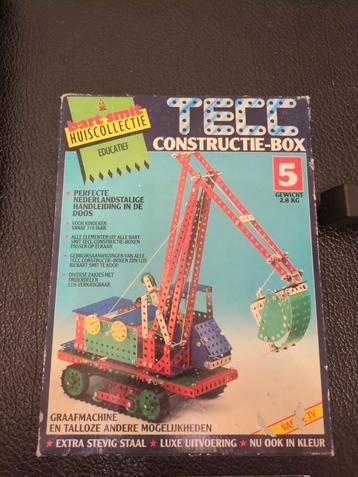 bart smit
HUISCOLLECTIE
EDUCATIEF
TECC
CONSTRUCTIE-BOX
5
GEWICHT
2.8 KG
★ PERFECTE
NEDERLANDSTALIGE
HANDLEIDING IN DE
DOOS
★ VOOR KINDEREN
VANAF 7/8 JAAR.
★ ALLE ELEMENTEN UIT ALLE BART
SMIT TECC CONSTRUCTIE-BOXEN
PASSEN OP ELKAAR.
★ GEBRUIKSAANWIJZINGEN VAN ALLE
TECC CONSTRUCTIE-BOXEN ZIJN LOS
BIJ BART SMIT TE KOOP.
★ DIVERSE ZAKJES MET
ONDERDELEN
LOS VERKRIJGBAAR.
GRAAFMACHINE
EN TALLOZE ANDERE MOGELIJKHEDEN
VA
TV
★ EXTRA STEVIG STAAL ★ LUXE UITVOERING ★ NU OOK IN KLEUR